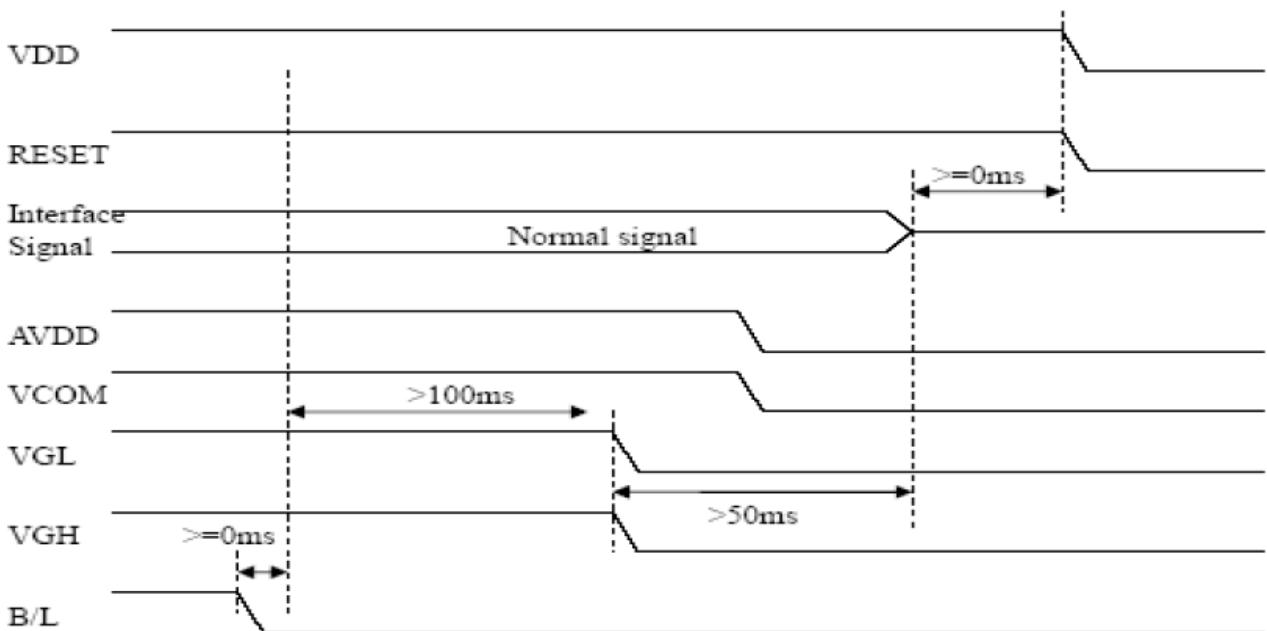 VDD
RESET
>=0ms
Interface
Signal
Normal signal
AVDD
VCOM
>100ms
VGL
>50ms
VGH
>=0ms
B/L